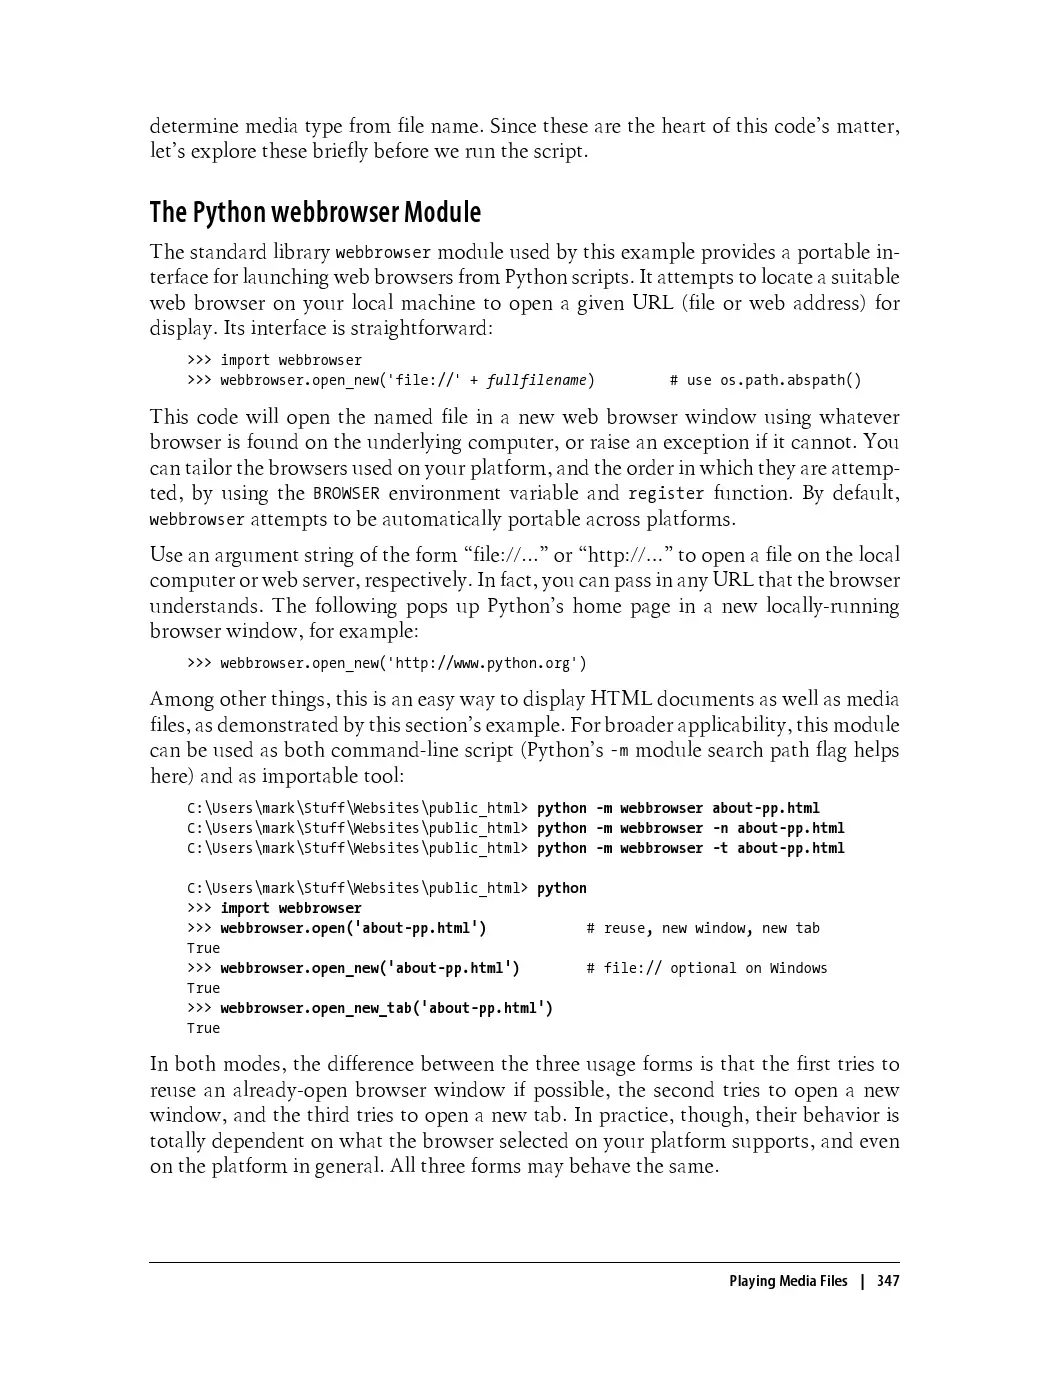 determine media type from file name. Since these are the heart of this code’s matter,
let’s explore these briefly before we run the script.
The Python webbrowser Module
The standard library webbrowser module used by this example provides a portable in-
terface for launching web browsers from Python scripts. It attempts to locate a suitable
web browser on your local machine to open a given URL (file or web address) for
display. Its interface is straightforward:
>>> import webbrowser
>>> webbrowser.open_new('file://' + fullfilename)         # use os.path.abspath()
This code will open the named file in a new web browser window using whatever
browser is found on the underlying computer, or raise an exception if it cannot. You
can tailor the browsers used on your platform, and the order in which they are attemp-
ted, by using the BROWSER environment variable and register function. By default,
webbrowser attempts to be automatically portable across platforms.
Use an argument string of the form “file://...” or “http://...” to open a file on the local
computer or web server, respectively. In fact, you can pass in any URL that the browser
understands. The following pops up Python’s home page in a new locally-running
browser window, for example:
>>> webbrowser.open_new('http://www.python.org')
Among other things, this is an easy way to display HTML documents as well as media
files, as demonstrated by this section’s example. For broader applicability, this module
can be used as both command-line script (Python’s -m module search path flag helps
here) and as importable tool:
C:\Users\mark\Stuff\Websites\public_html> python -m webbrowser about-pp.html
C:\Users\mark\Stuff\Websites\public_html> python -m webbrowser -n about-pp.html
C:\Users\mark\Stuff\Websites\public_html> python -m webbrowser -t about-pp.html
C:\Users\mark\Stuff\Websites\public_html> python
>>> import webbrowser
>>> webbrowser.open('about-pp.html')            # reuse, new window, new tab
True
>>> webbrowser.open_new('about-pp.html')        # file:// optional on Windows
True
>>> webbrowser.open_new_tab('about-pp.html')
True
In both modes, the difference between the three usage forms is that the first tries to
reuse an already-open browser window if possible, the second tries to open a new
window, and the third tries to open a new tab. In practice, though, their behavior is
totally dependent on what the browser selected on your platform supports, and even
on the platform in general. All three forms may behave the same.
Playing Media Files | 347